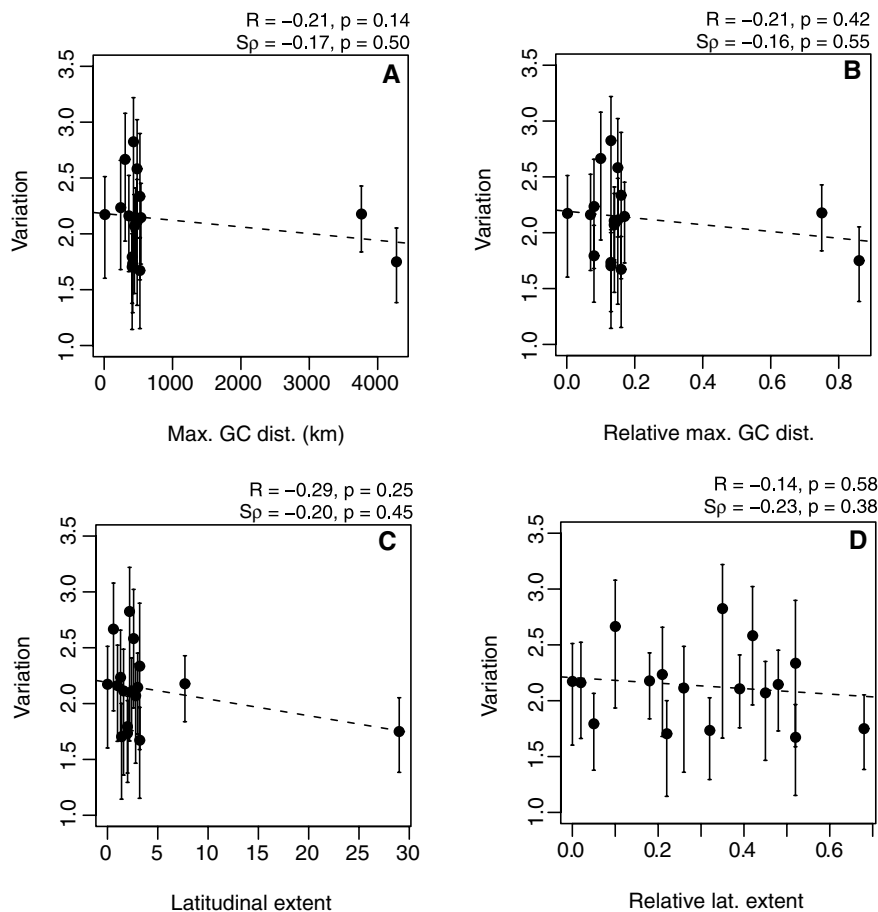 R = −0.21, p = 0.14
Sρ = −0.17, p = 0.50
A
3.5
3.0
2.5
2.0
1.5
1.0
Variation
0 1000 2000 3000 4000
Max. GC dist. (km)
R = −0.21, p = 0.42
Sρ = −0.16, p = 0.55
B
3.5
3.0
2.5
2.0
1.5
1.0
Variation
0.0 0.2 0.4 0.6 0.8
Relative max. GC dist.
R = −0.29, p = 0.25
Sρ = −0.20, p = 0.45
C
3.5
3.0
2.5
2.0
1.5
1.0
Variation
0 5 10 15 20 25 30
Latitudinal extent
R = −0.14, p = 0.58
Sρ = −0.23, p = 0.38
D
3.5
3.0
2.5
2.0
1.5
1.0
Variation
0.0 0.2 0.4 0.6
Relative lat. extent